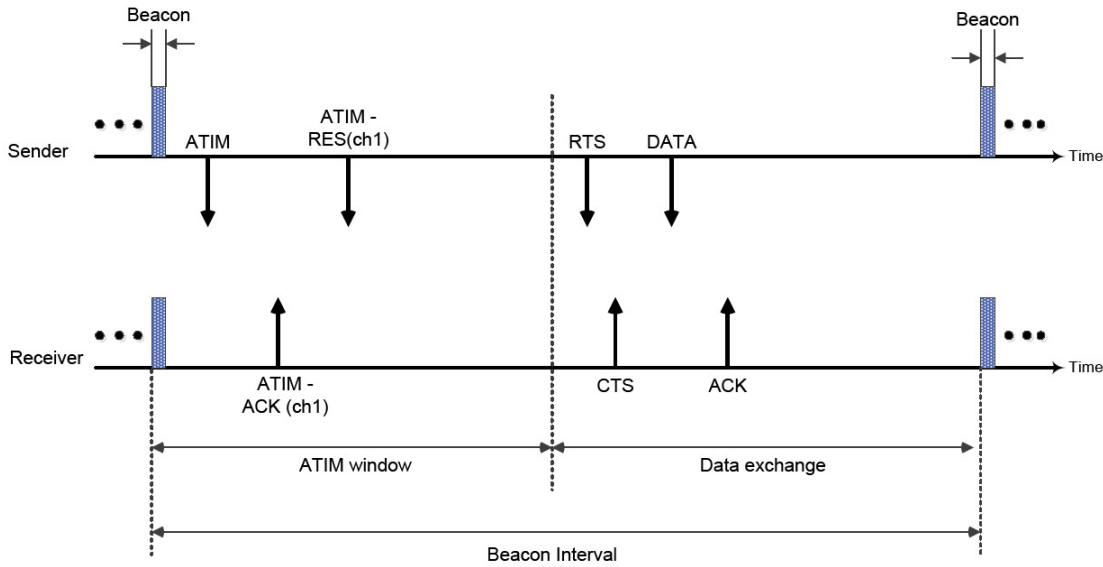 Beacon
Beacon
ATIM
ATIM -
RES(ch1)
RTS
DATA
Sender
Time
Receiver
Time
ATIM -
ACK (ch1)
CTS
ACK
ATIM window
Data exchange
Beacon Interval